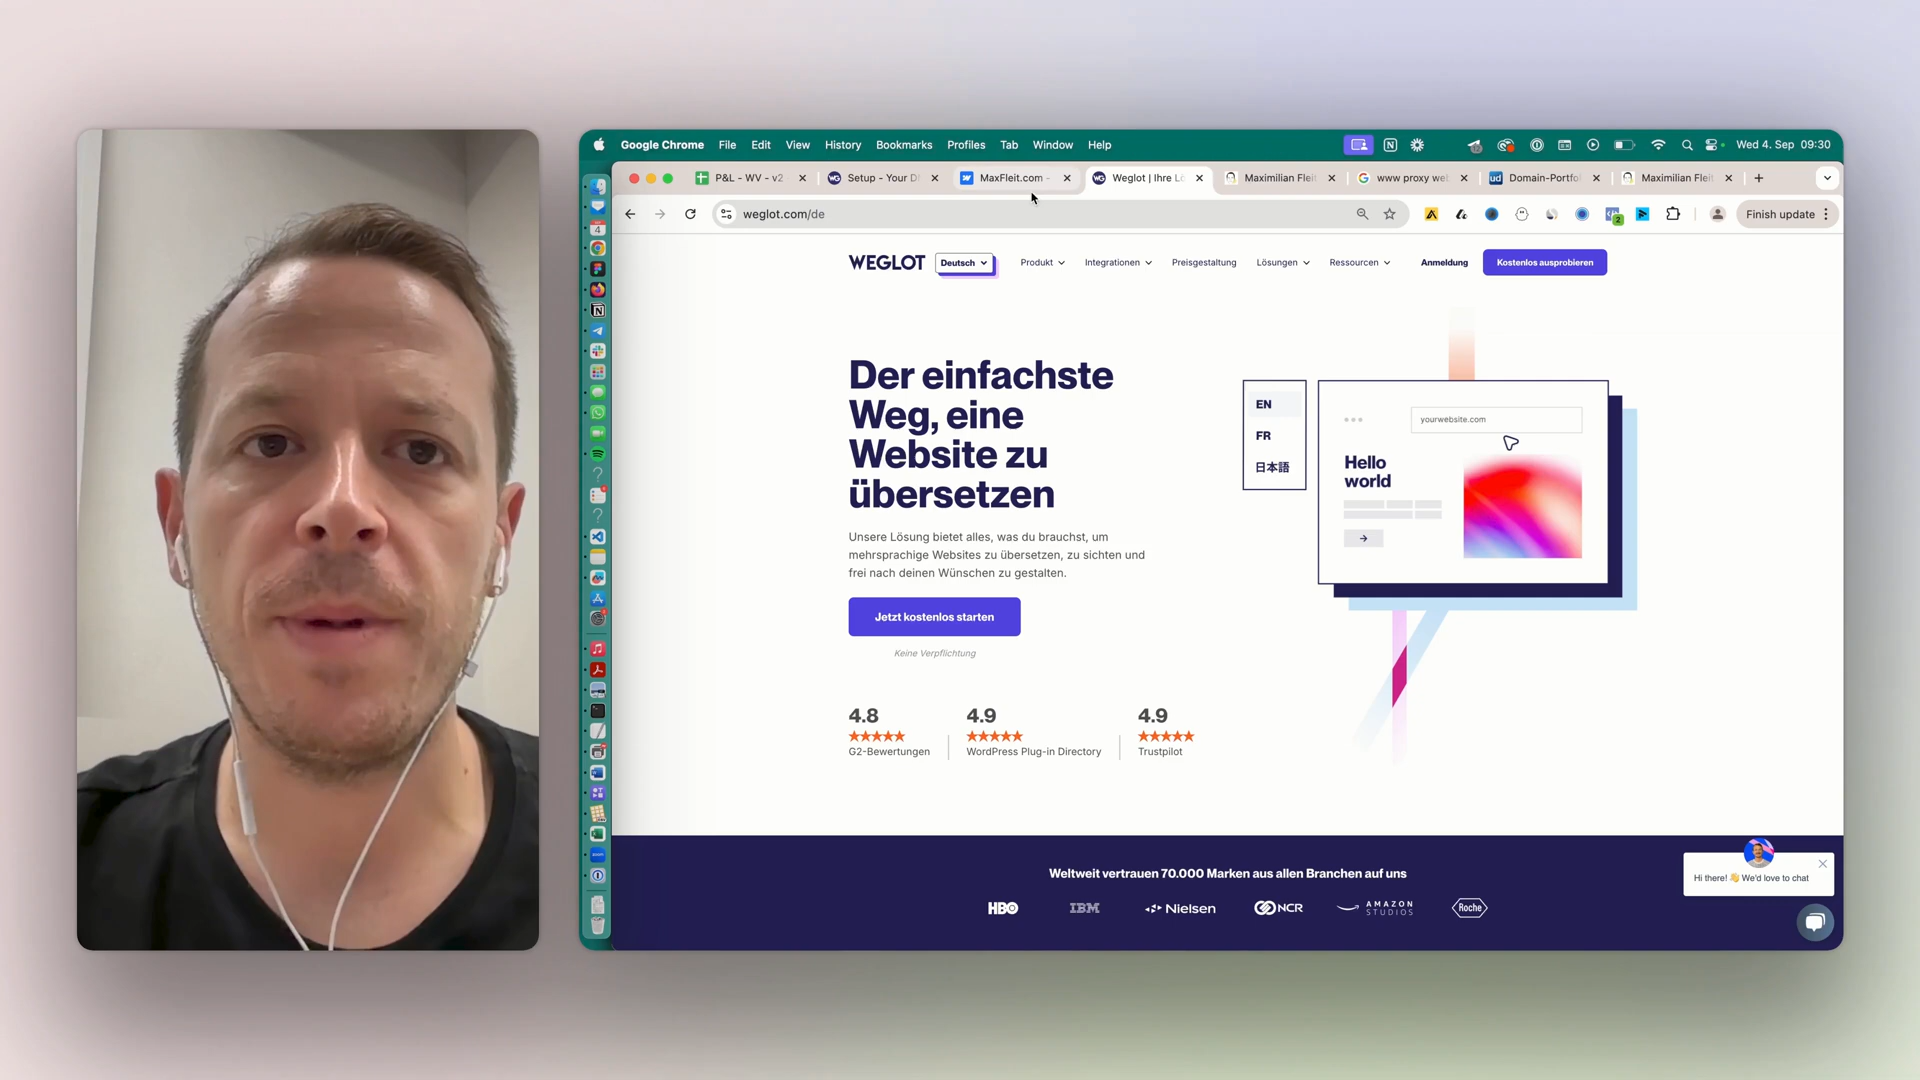 Google Chrome File Edit View History Bookmarks Profiles Tab Window Help Wed 4. Sep 09:30
P&L - WV - v2 Setup - Your D MaxFleit.com - Weglot | Ihre Lö Maximilian Fleit www proxy web Domain-Portfo Maximilian Fleit
weglot.com/de Finish update
2
WEGLOT Deutsch Produkt Integrationen Preisgestaltung Lösungen Ressourcen Anmeldung Kostenlos ausprobieren
Der einfachste
Weg, eine
Website zu
übersetzen
Unsere Lösung bietet alles, was du brauchst, um
mehrsprachige Websites zu übersetzen, zu sichten und
frei nach deinen Wünschen zu gestalten.
Jetzt kostenlos starten
Keine Verpflichtung
4.8 4.9 4.9
G2-Bewertungen WordPress Plug-in Directory Trustpilot
EN
FR
日本語
yourwebsite.com
Hello
world
Weltweit vertrauen 70.000 Marken aus allen Branchen auf uns
HBO IBM Nielsen NCR AMAZON STUDIOS Roche
Hi there! 👋 We'd love to chat